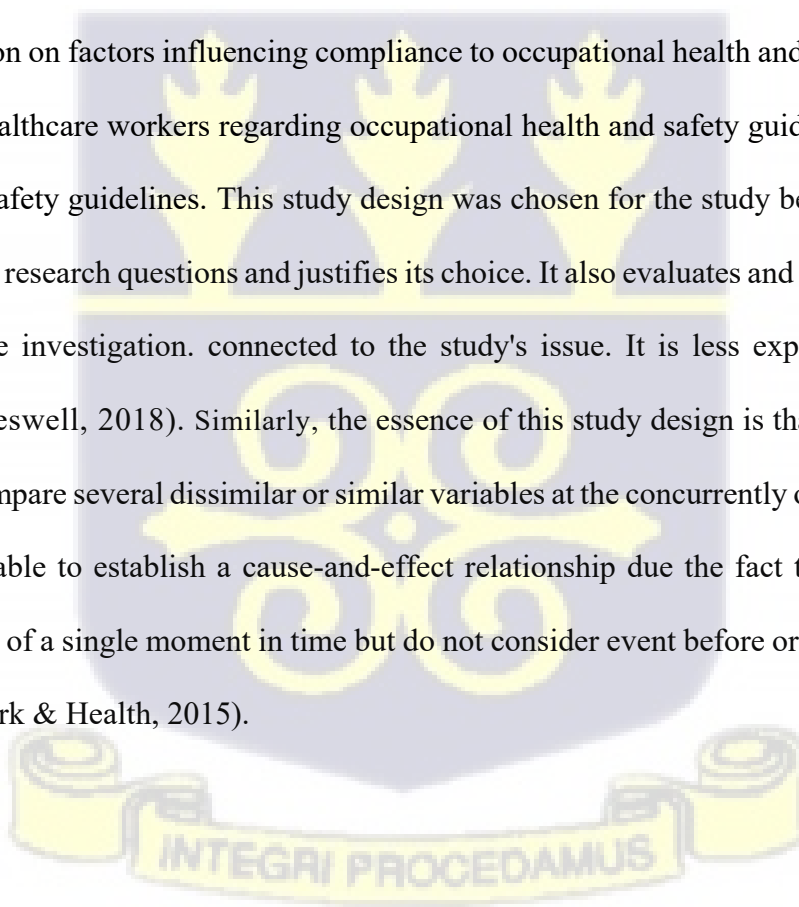 on on factors influencing compliance to occupational health and
althcare workers regarding occupational health and safety guid
afety guidelines. This study design was chosen for the study be
research questions and justifies its choice. It also evaluates and
e investigation. connected to the study's issue. It is less exp
eswell, 2018). Similarly, the essence of this study design is tha
mpare several dissimilar or similar variables at the concurrently
able to establish a cause-and-effect relationship due the fact t
of a single moment in time but do not consider event before or
rk & Health, 2015).
INTEGRI PROCEDAMUS